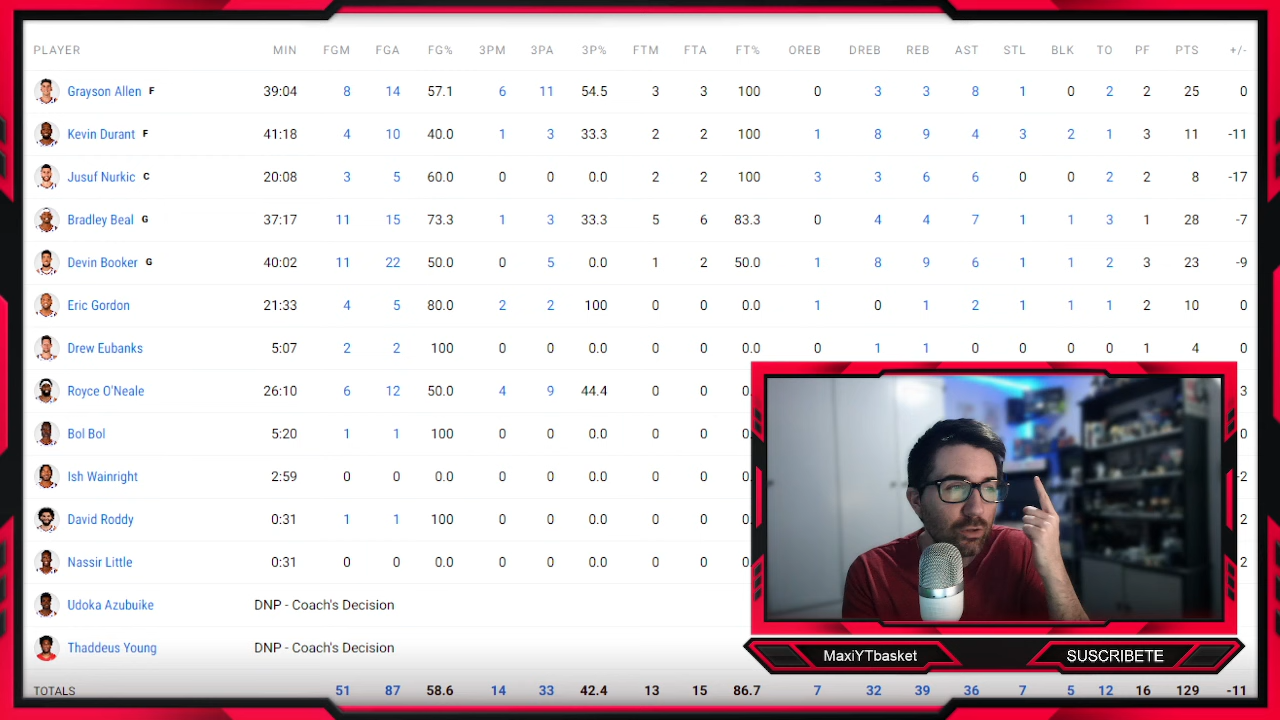 PLAYER MIN FGM FGA FG% 3PM 3PA 3P% FTM FTA FT% OREB DREB REB AST STL BLK TO PF PTS +/-
Grayson Allen F 39:04 8 14 57.1 6 11 54.5 3 3 100 0 3 3 8 1 0 2 2 25 0
Kevin Durant F 41:18 4 10 40.0 1 3 33.3 2 2 100 1 8 9 4 3 2 1 3 11 -11
Jusuf Nurkic C 20:08 3 5 60.0 0 0 0.0 2 2 100 3 3 6 6 0 0 2 2 8 -17
Bradley Beal G 37:17 11 15 73.3 1 3 33.3 5 6 83.3 0 4 4 7 1 1 3 1 28 -7
Devin Booker G 40:02 11 22 50.0 0 5 0.0 1 2 50.0 1 8 9 6 1 1 2 3 23 -9
Eric Gordon 21:33 4 5 80.0 2 2 100 0 0 0.0 1 0 1 2 1 1 1 2 10 0
Drew Eubanks 5:07 2 2 100 0 0 0.0 0 0 0.0 0 1 1 0 0 0 0 1 4 0
Royce O'Neale 26:10 6 12 50.0 4 9 44.4 0 0 0. 3
Bol Bol 5:20 1 1 100 0 0 0.0 0 0 0. 0
Ish Wainright 2:59 0 0 0.0 0 0 0.0 0 0 0. -2
David Roddy 0:31 1 1 100 0 0 0.0 0 0 0. 2
Nassir Little 0:31 0 0 0.0 0 0 0.0 0 0 0. 2
Udoka Azubuike DNP - Coach's Decision
Thaddeus Young DNP - Coach's Decision
MaxiYTbasket SUSCRIBETE
TOTALS 51 87 58.6 14 33 42.4 13 15 86.7 7 32 39 36 7 5 12 16 129 -11